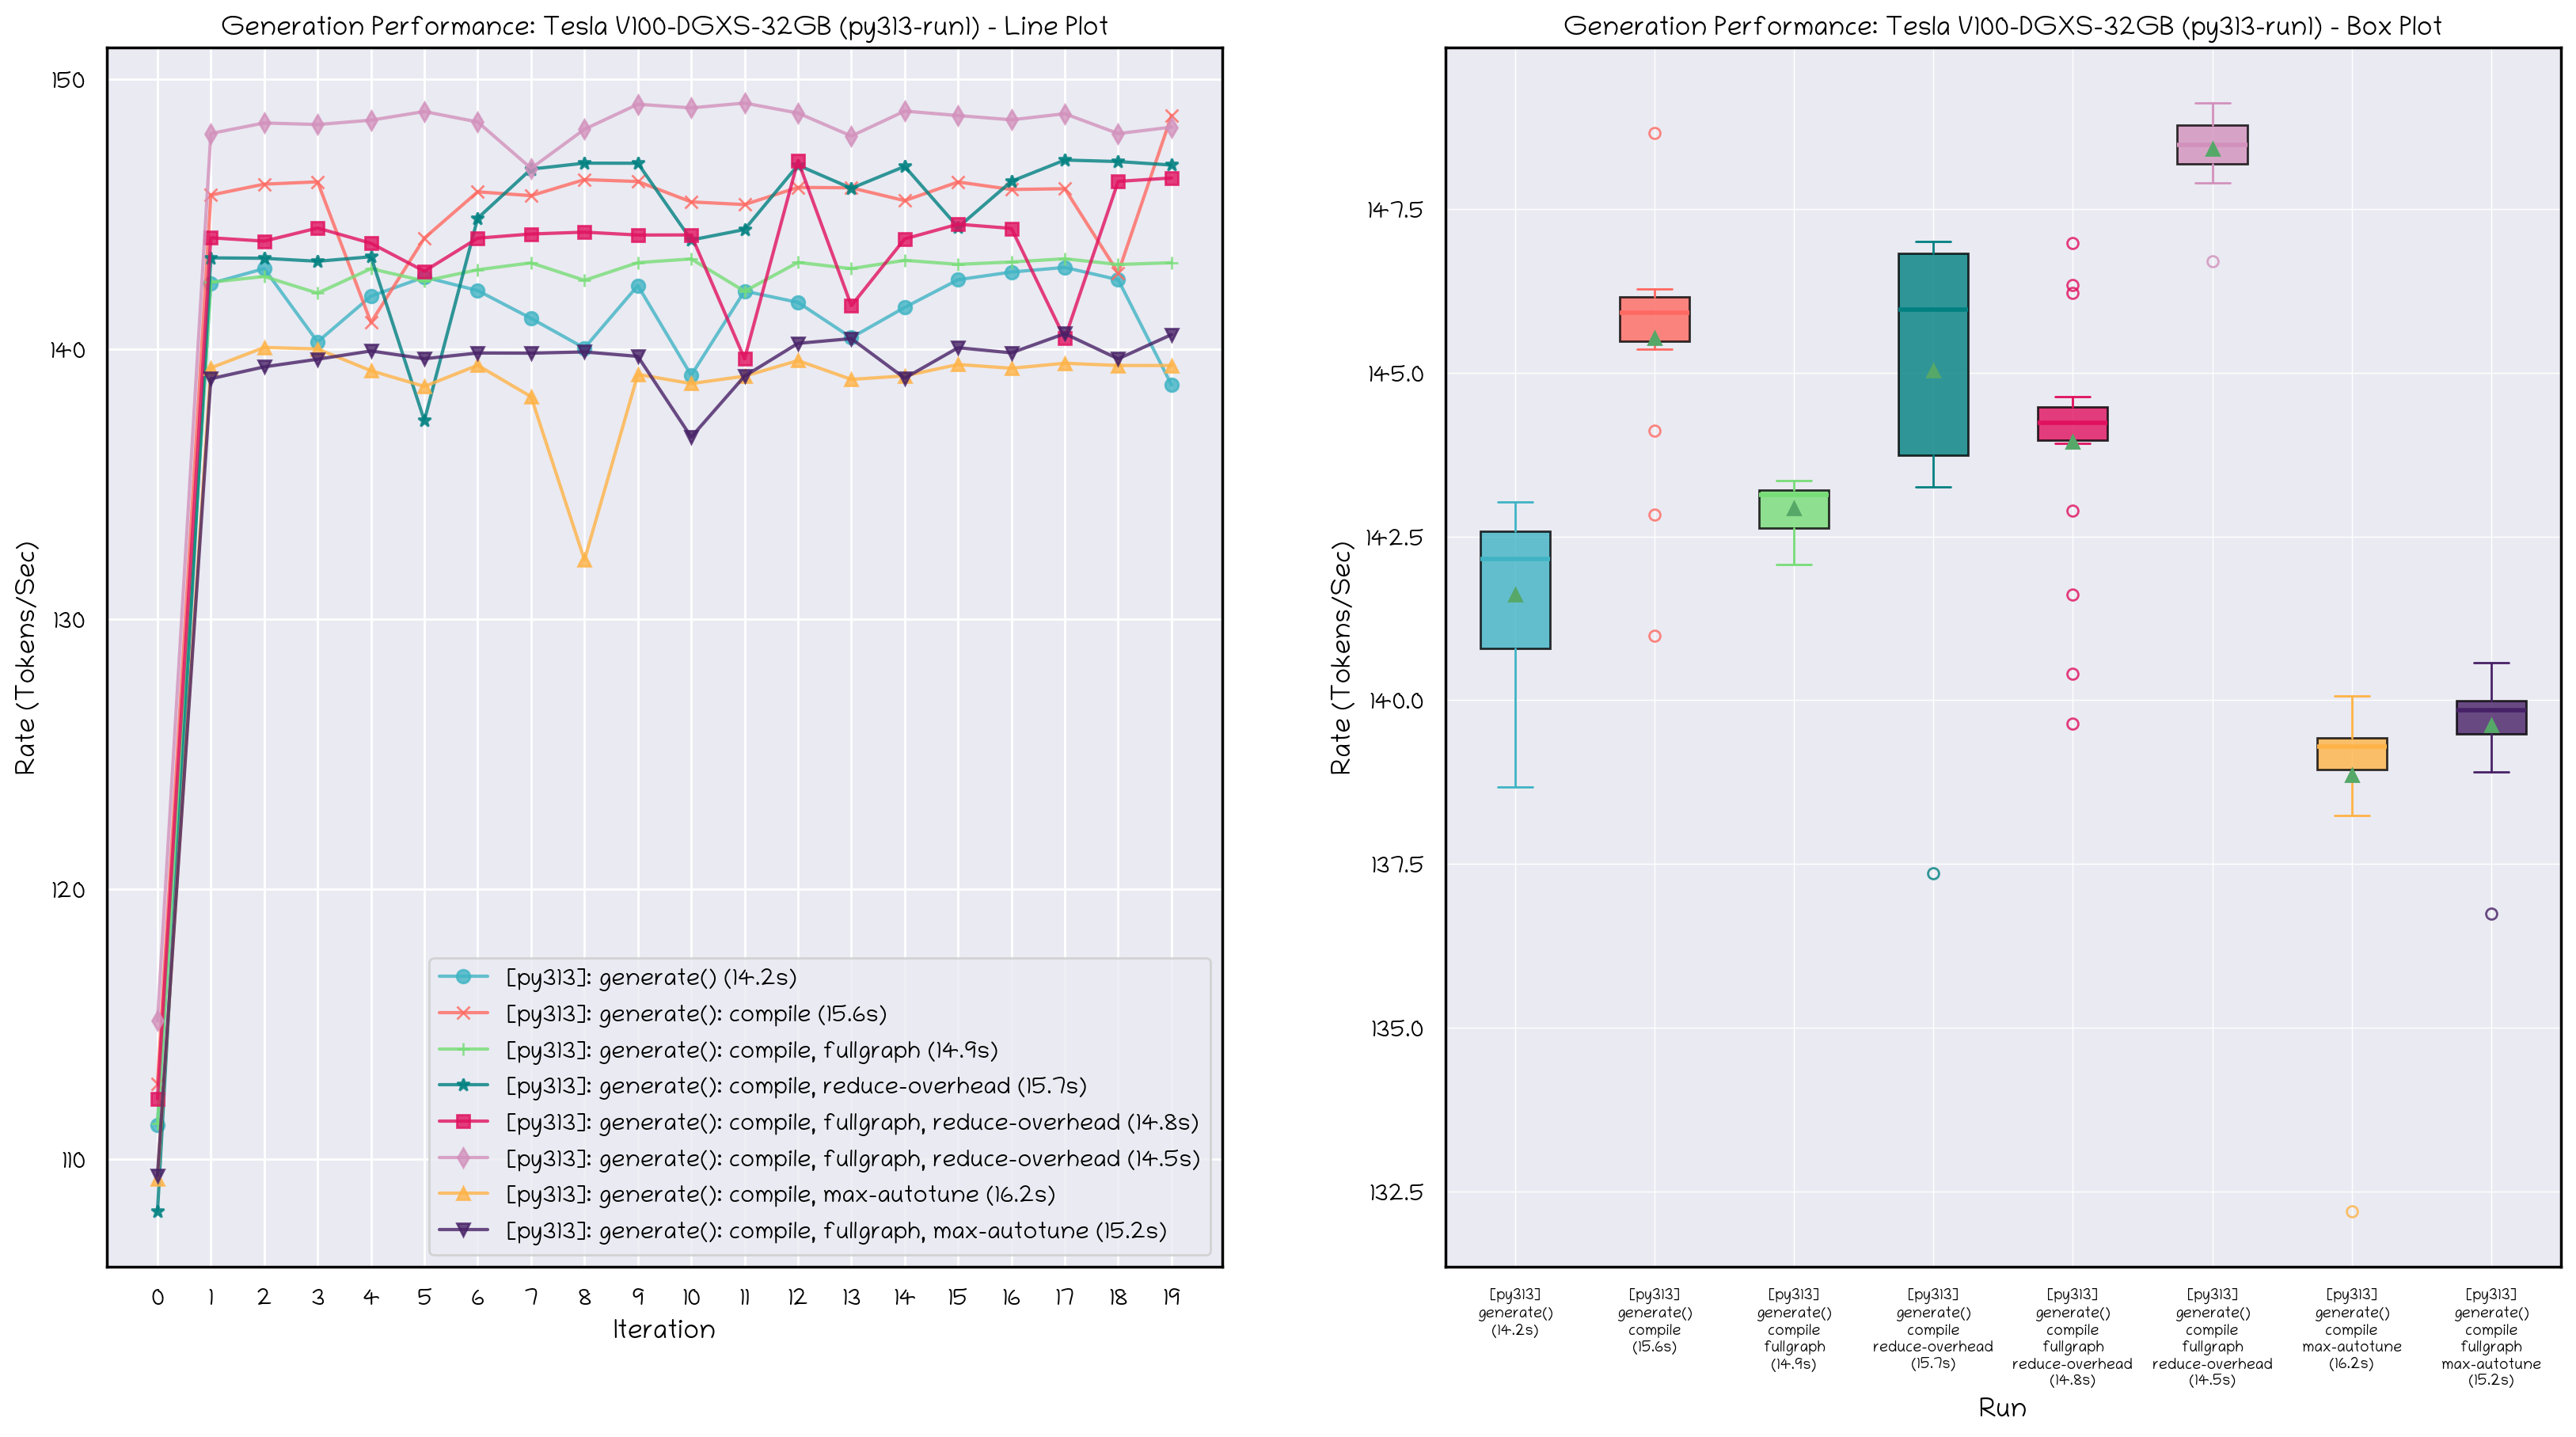 Generation Performance: Tesla V100-DGXS-32GB (py313-run1) - Line Plot
Rate (Tokens/Sec)
150
140
130
120
110
[py313]: generate() (14.2s)
[py313]: generate(): compile (15.6s)
[py313]: generate(): compile, fullgraph (14.9s)
[py313]: generate(): compile, reduce-overhead (15.7s)
[py313]: generate(): compile, fullgraph, reduce-overhead (14.8s)
[py313]: generate(): compile, fullgraph, reduce-overhead (14.5s)
[py313]: generate(): compile, max-autotune (16.2s)
[py313]: generate(): compile, fullgraph, max-autotune (15.2s)
0 1 2 3 4 5 6 7 8 9 10 11 12 13 14 15 16 17 18 19
Iteration
Generation Performance: Tesla V100-DGXS-32GB (py313-run1) - Box Plot
Rate (Tokens/Sec)
147.5
145.0
142.5
140.0
137.5
135.0
132.5
[py313]
generate()
(14.2s)
[py313]
generate()
compile
(15.6s)
[py313]
generate()
compile
fullgraph
(14.9s)
[py313]
generate()
compile
reduce-overhead
(15.7s)
[py313]
generate()
compile
fullgraph
reduce-overhead
(14.8s)
[py313]
generate()
compile
fullgraph
reduce-overhead
(14.5s)
[py313]
generate()
compile
max-autotune
(16.2s)
[py313]
generate()
compile
fullgraph
max-autotune
(15.2s)
Run